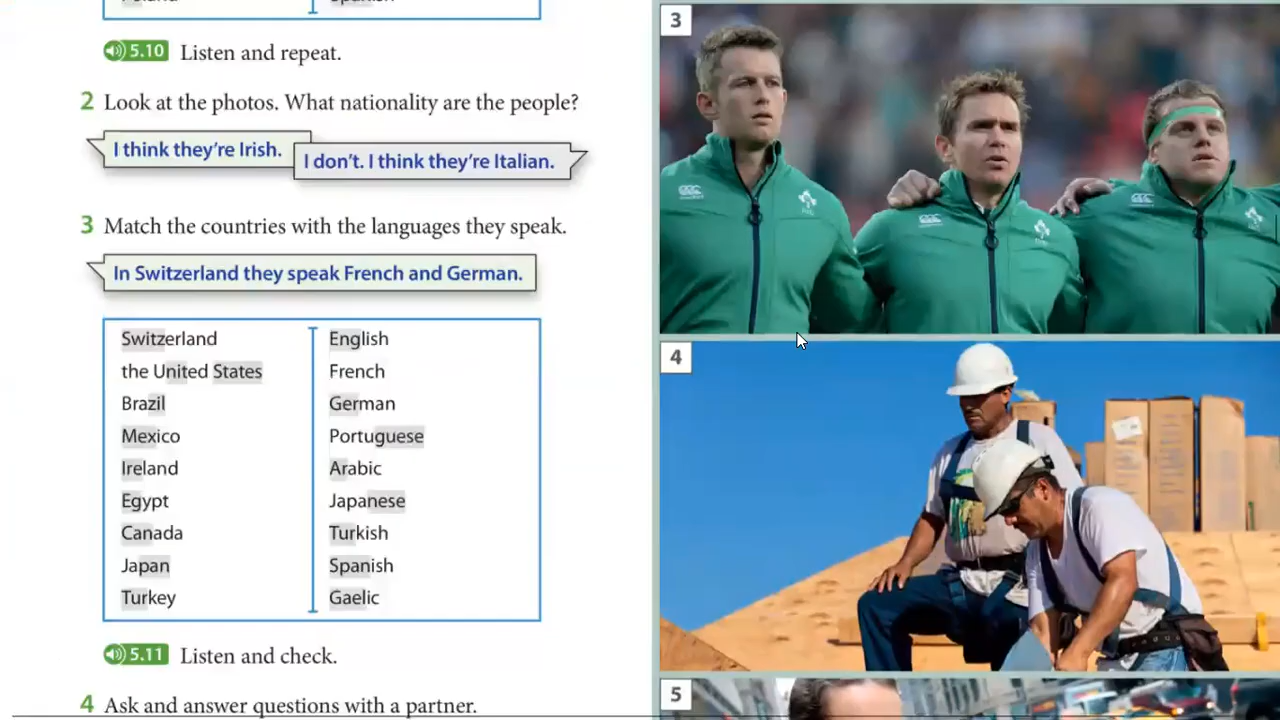 5.10 Listen and repeat.
2 Look at the photos. What nationality are the people?
I think they're Irish.
I don't. I think they're Italian.
3 Match the countries with the languages they speak.
In Switzerland they speak French and German.
Switzerland English
the United States French
Brazil German
Mexico Portuguese
Ireland Arabic
Egypt Japanese
Canada Turkish
Japan Spanish
Turkey Gaelic
5.11 Listen and check.
4 Ask and answer questions with a partner.
3
4
5